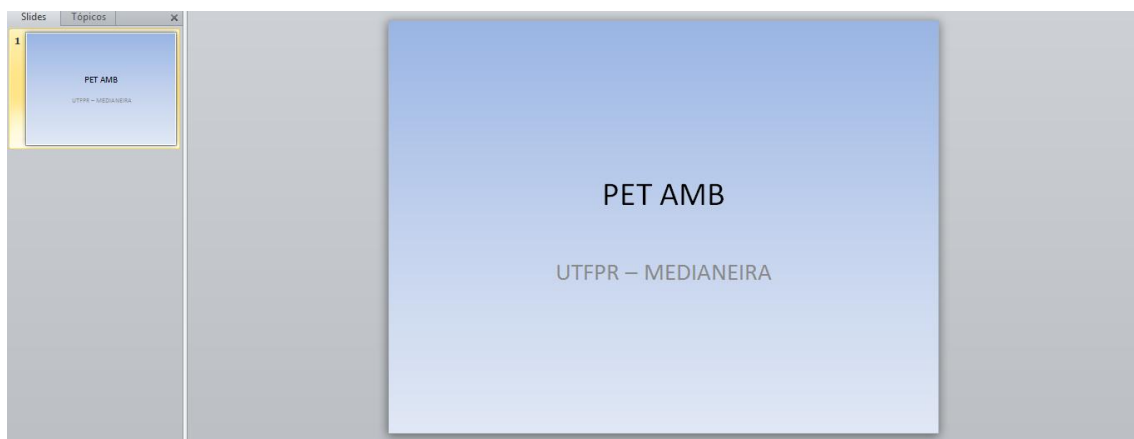 Slides Tópicos x
1
PET AMB
UTFPR – MEDIANEIRA
PET AMB
UTFPR – MEDIANEIRA